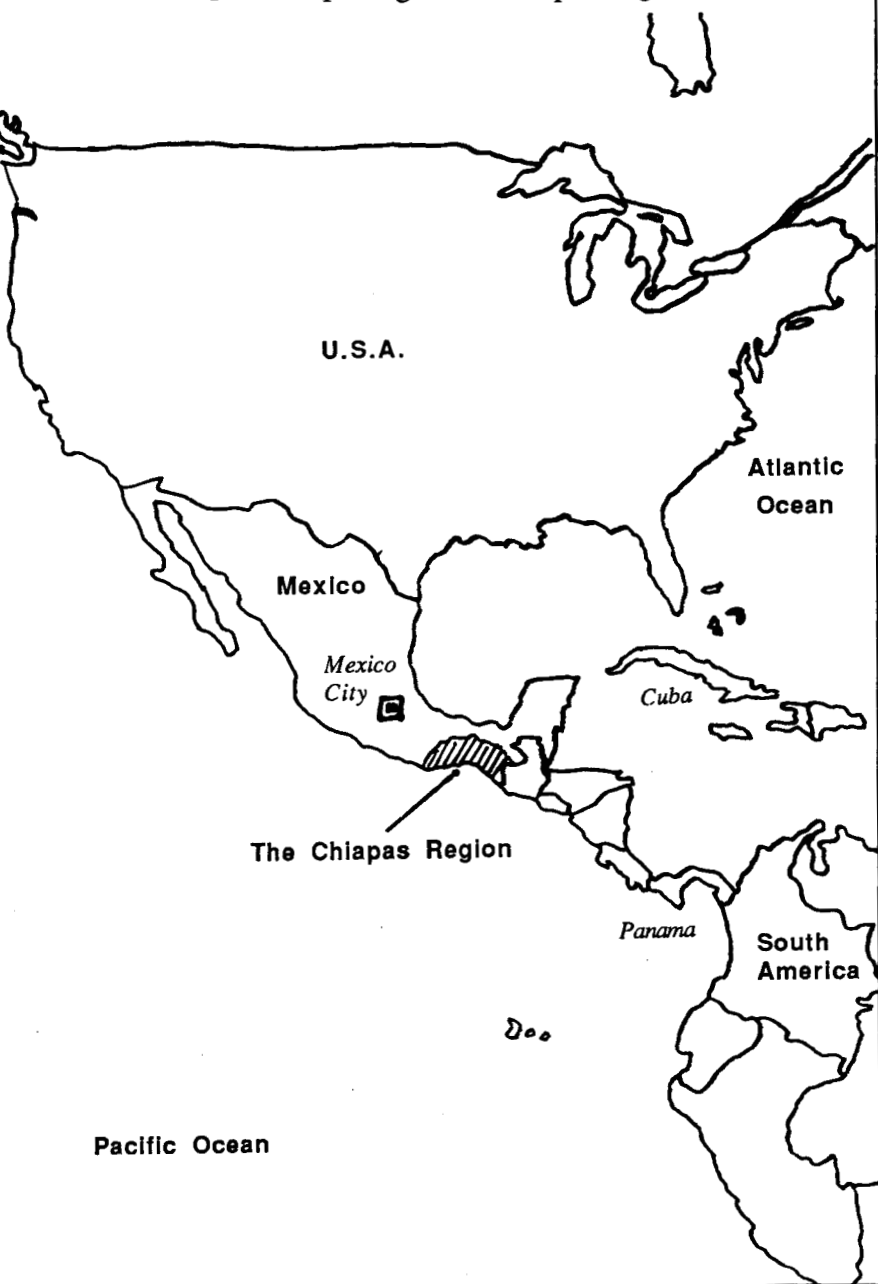 U.S.A.
Atlantic
Ocean
Mexico
Mexico
City
Cuba
The Chiapas Region
Panama
South
America
Pacific Ocean